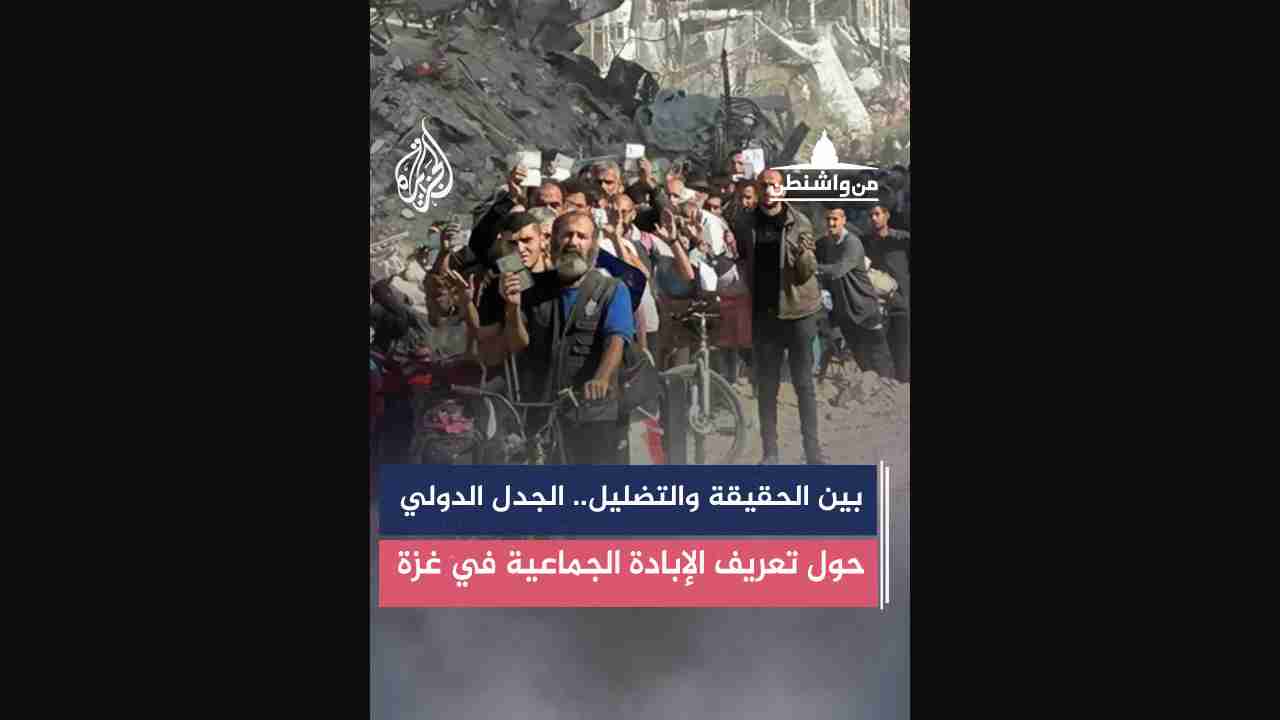 الجزيرة
من واشنطن
بين الحقيقة والتضليل.. الجدل الدولي
حول تعريف الإبادة الجماعية في غزة